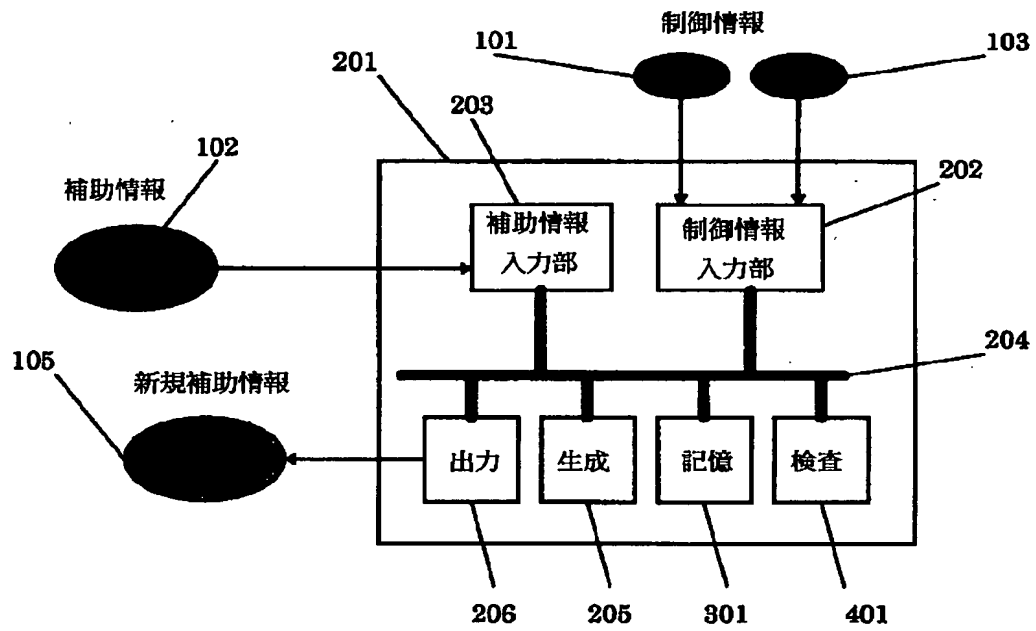 制御情報
101
103
201
203
102
202
補助情報
補助情報
入力部
制御情報
入力部
204
105
新規補助情報
出力
生成
記憶
検査
206
205
301
401